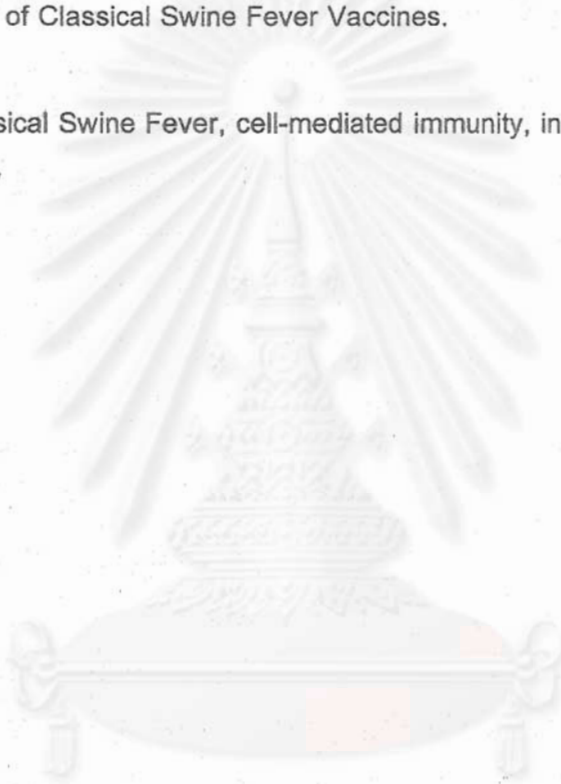 of Classical Swine Fever Vaccines.
sical Swine Fever, cell-mediated immunity, in